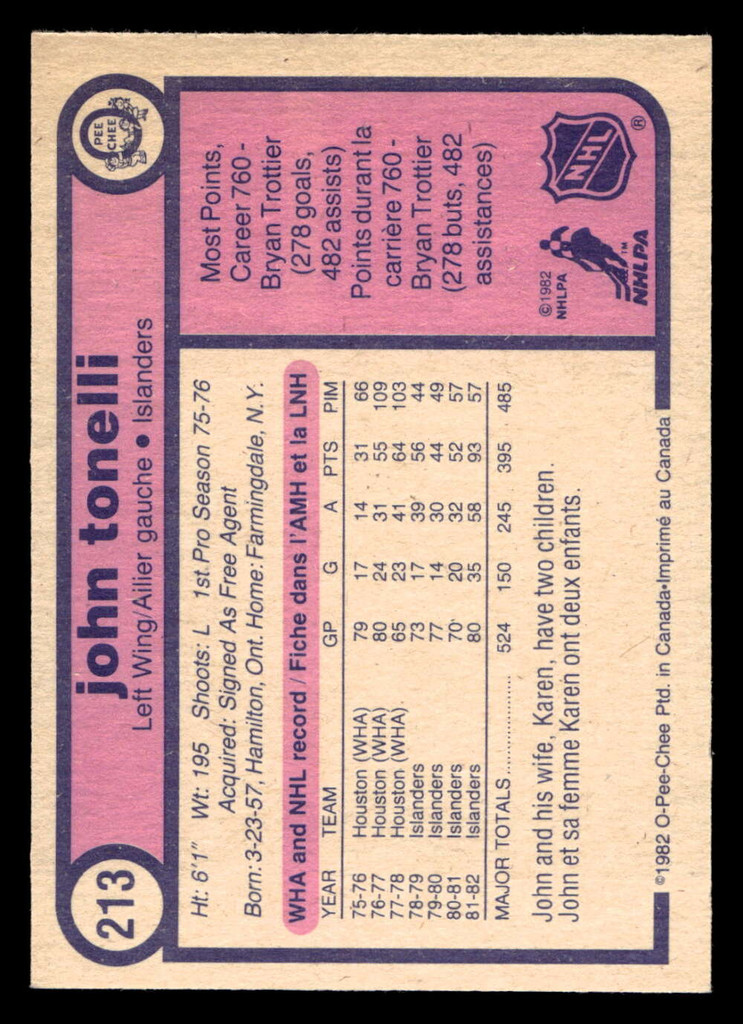 213
john tonelli
Left Wing/Ailier gauche ● Islanders
O
PEE
CHEE
Ht: 6'1" Wt: 195 Shoots: L 1st. Pro Season 75-76
Acquired: Signed As Free Agent
Born: 3-23-57, Hamilton, Ont. Home: Farmingdale, N.Y.
WHA and NHL record / Fiche dans l'AMH et la LNH
YEAR TEAM GP G A PTS PIM
75-76 Houston (WHA) 79 17 14 31 66
76-77 Houston (WHA) 80 24 31 55 109
77-78 Houston (WHA) 65 23 41 64 103
78-79 Islanders 73 17 39 56 44
79-80 Islanders 77 14 30 44 49
80-81 Islanders 70 20 32 52 57
81-82 Islanders 80 35 58 93 57
MAJOR TOTALS ..................... 524 150 245 395 485
John and his wife, Karen, have two children.
John et sa femme Karen ont deux enfants.
Most Points,
Career 760 -
Bryan Trottier
(278 goals,
482 assists)
Points durant la
carrière 760 -
Bryan Trottier
(278 buts, 482
assistances)
©1982
NHLPA
™
NHLPA
NHL
®
©1982 O-Pee-Chee Ptd. in Canada•Imprimé au Canada